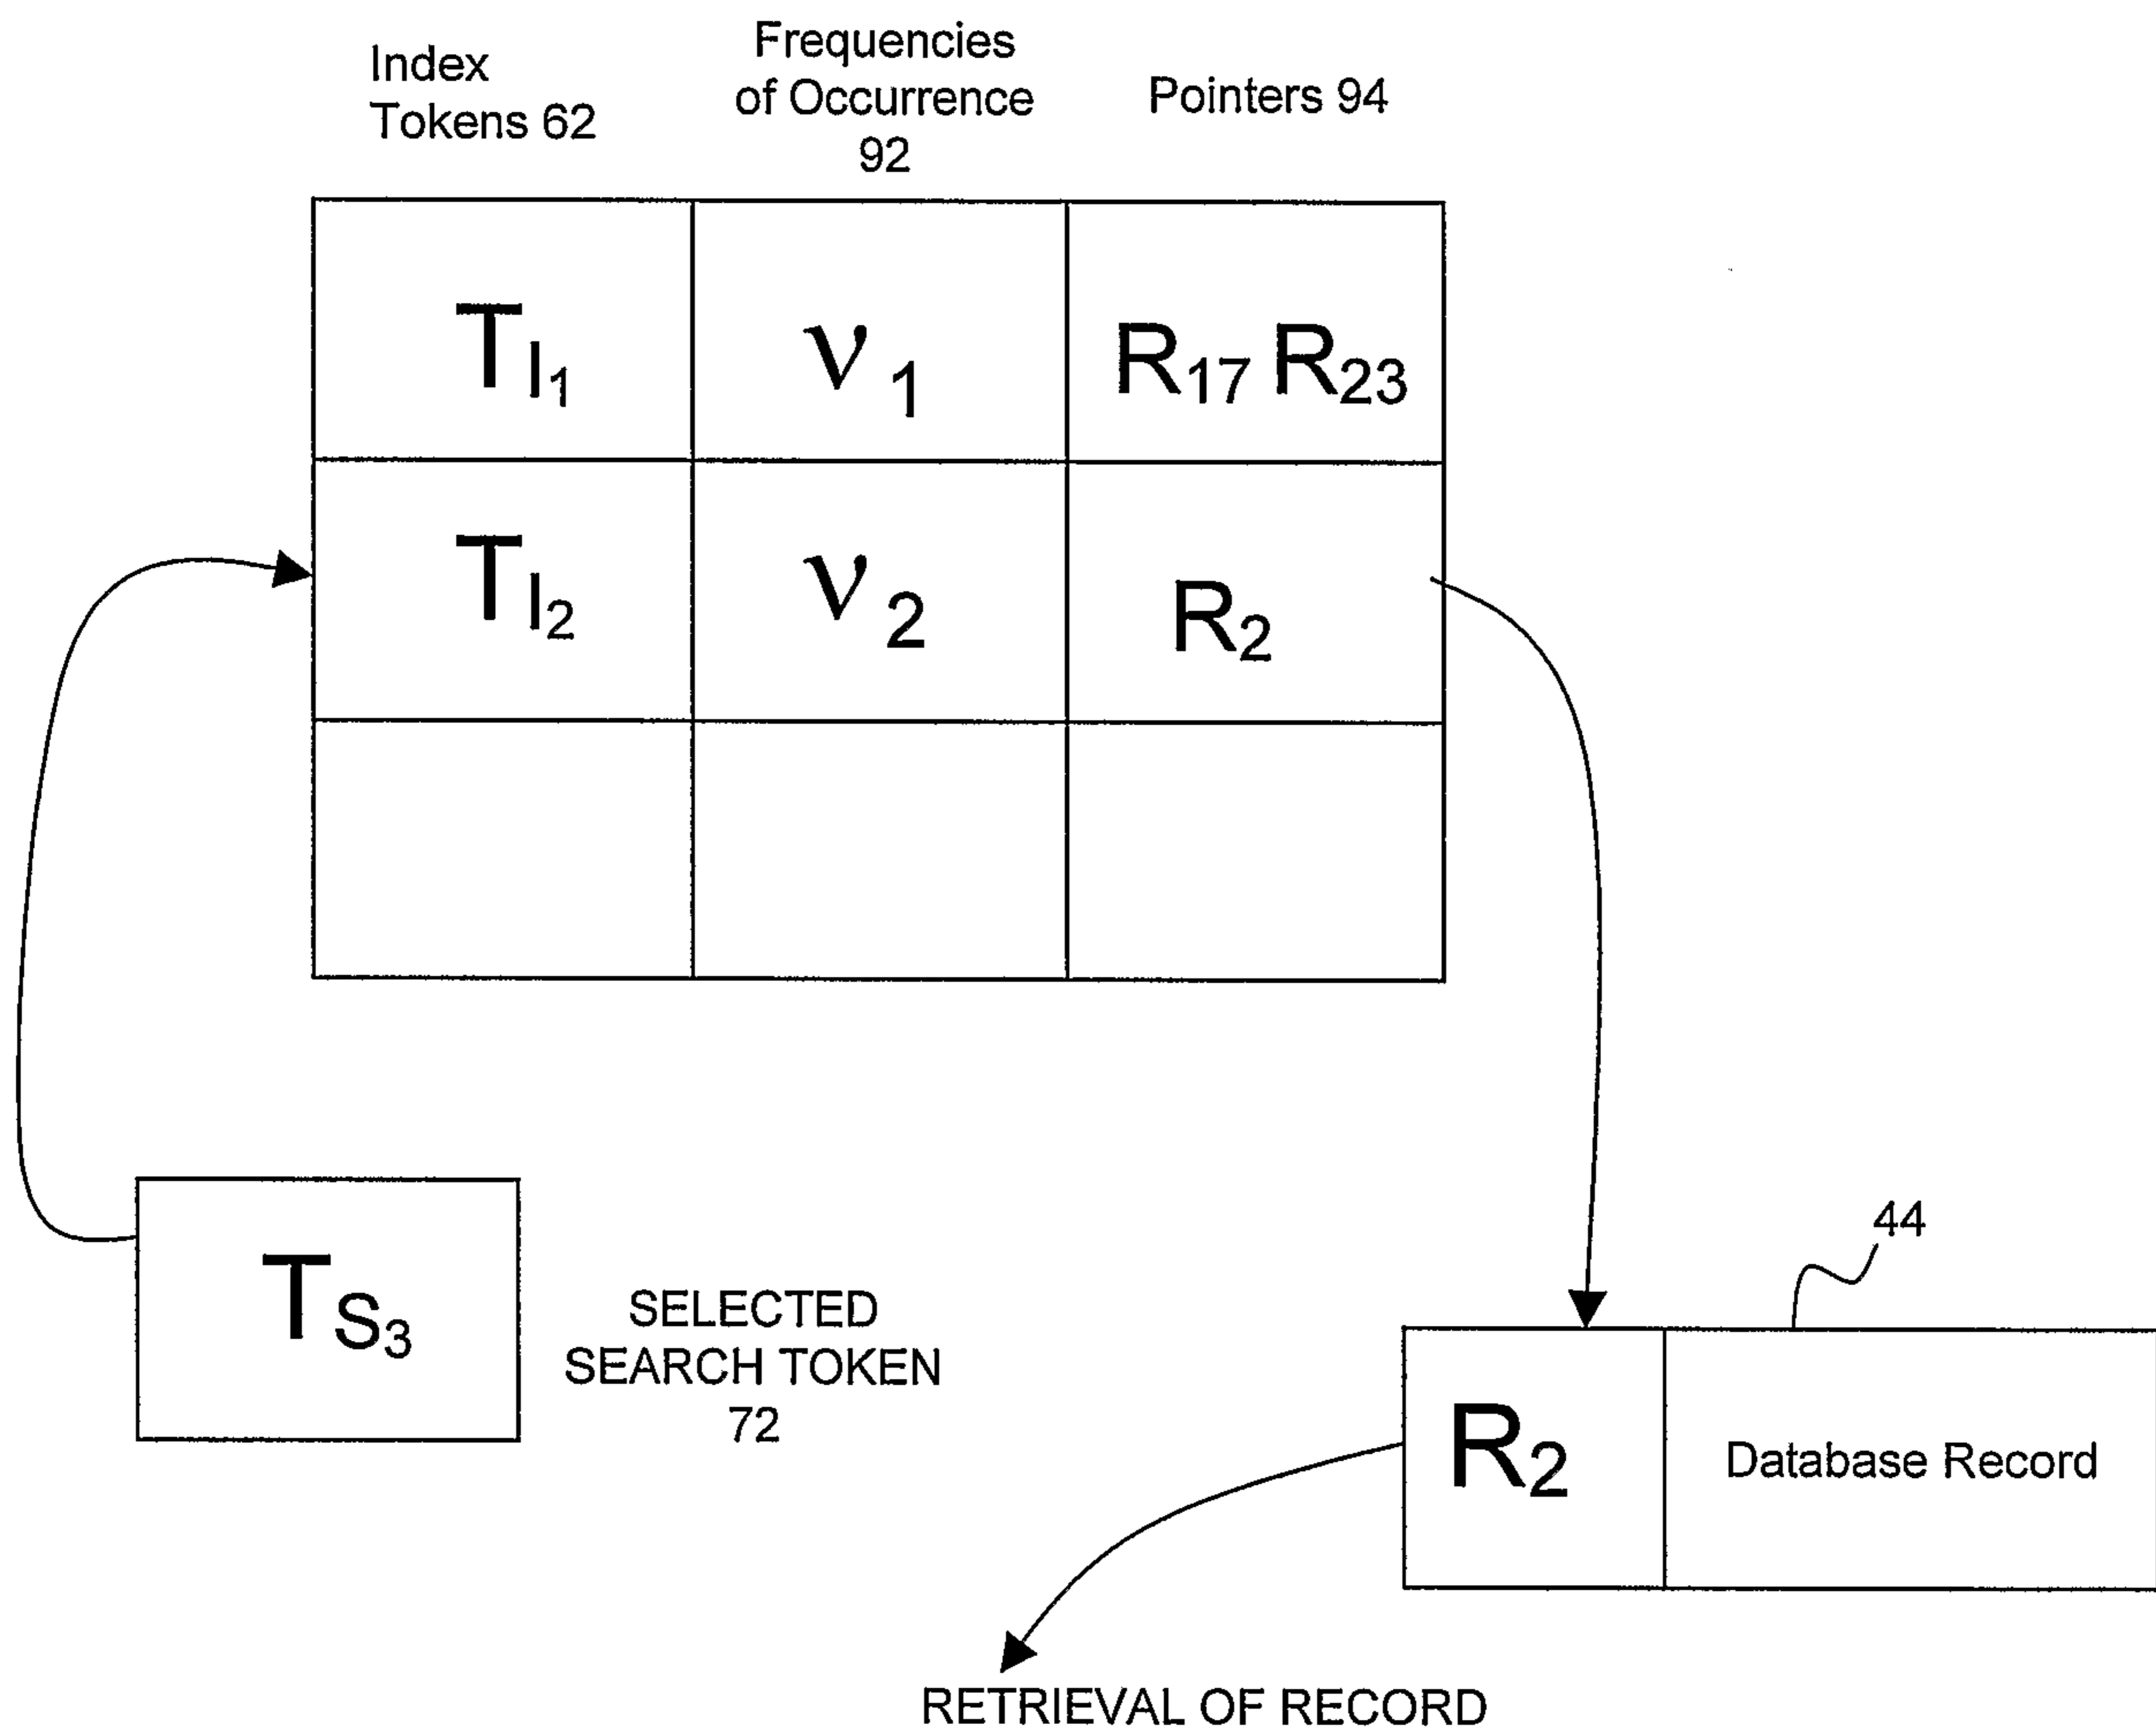 Index
Tokens 62
Frequencies
of Occurrence
92
Pointers 94
T I1 ν 1 R17 R23
T I2 ν 2 R2
T S3
SELECTED
SEARCH TOKEN
72
44
R2 Database Record
RETRIEVAL OF RECORD